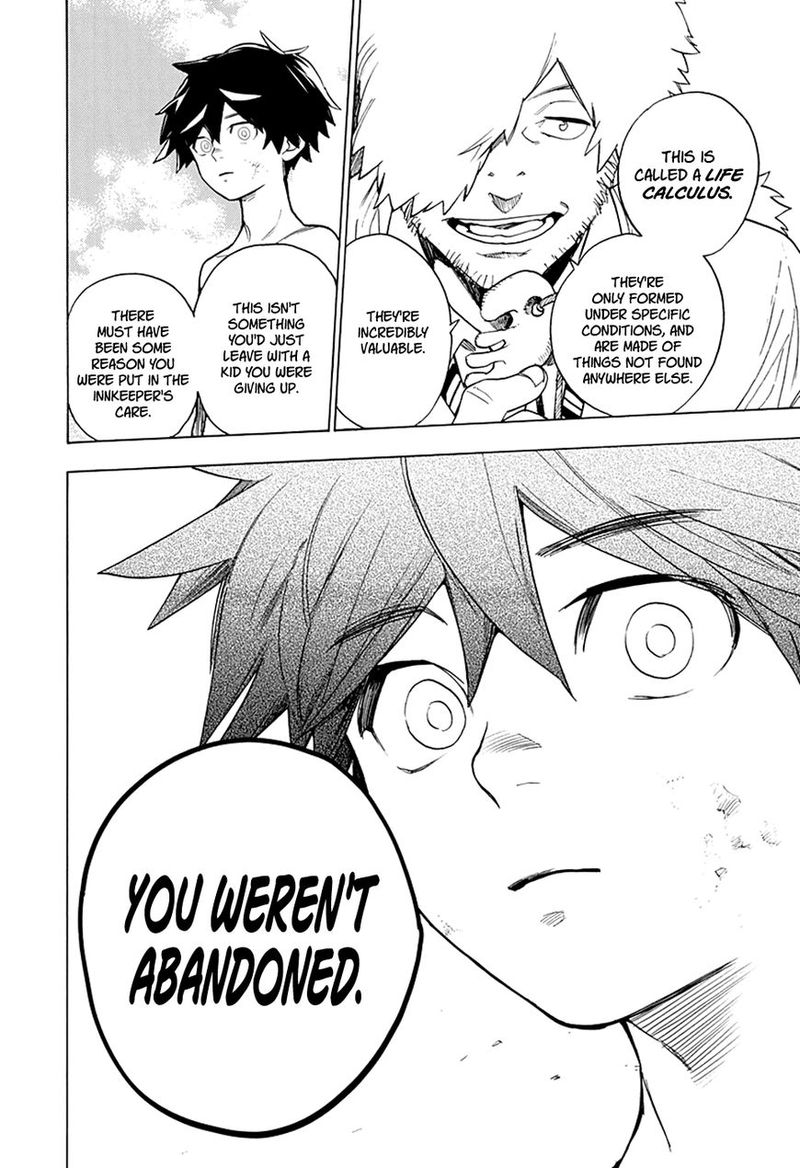 THIS IS
CALLED A LIFE
CALCULUS.
THEY'RE
ONLY FORMED
UNDER SPECIFIC
CONDITIONS, AND
ARE MADE OF
THINGS NOT FOUND
ANYWHERE ELSE.
THEY'RE
INCREDIBLY
VALUABLE.
THIS ISN'T
SOMETHING
YOU'D JUST
LEAVE WITH A
KID YOU WERE
GIVING UP.
THERE
MUST HAVE
BEEN SOME
REASON YOU
WERE PUT IN THE
INNKEEPER'S
CARE.
YOU WEREN'T
ABANDONED.